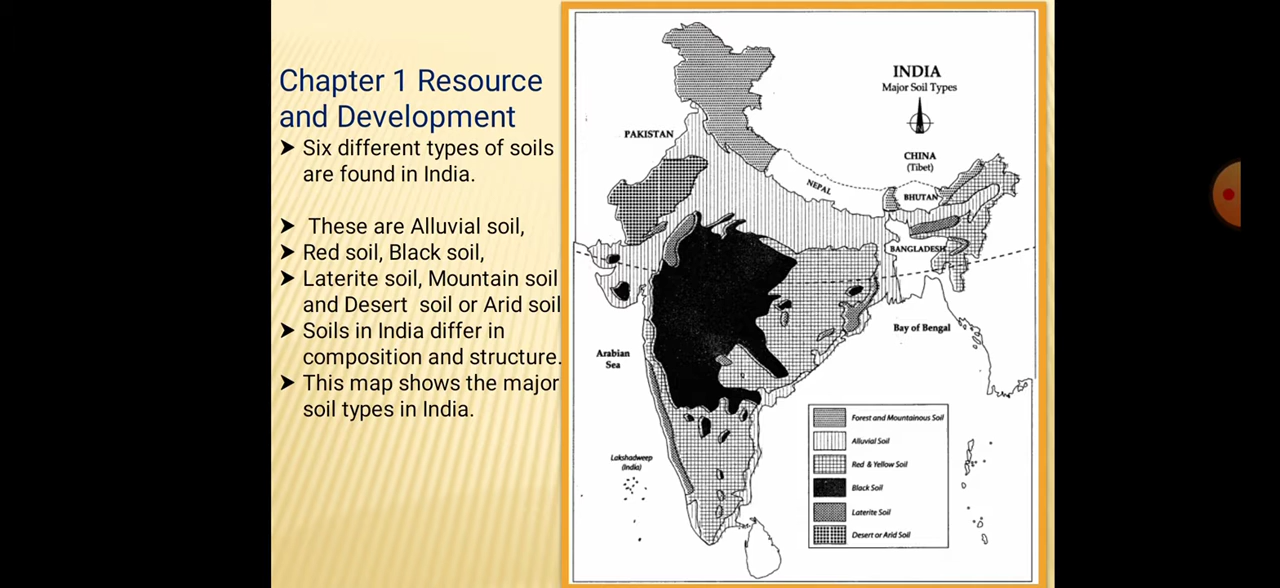 Chapter 1 Resource
and Development
➤ Six different types of soils
are found in India.
➤ These are Alluvial soil,
➤ Red soil, Black soil,
➤ Laterite soil, Mountain soil
and Desert soil or Arid soil
➤ Soils in India differ in
composition and structure.
➤ This map shows the major
soil types in India.
INDIA
Major Soil Types
PAKISTAN
CHINA
(Tibet)
NEPAL
BHUTAN
BANGLADESH
Arabian
Sea
Bay of Bengal
Lakshadweep
(India)
Forest and Mountainous Soil
Alluvial Soil
Red & Yellow Soil
Black Soil
Laterite Soil
Desert or Arid Soil